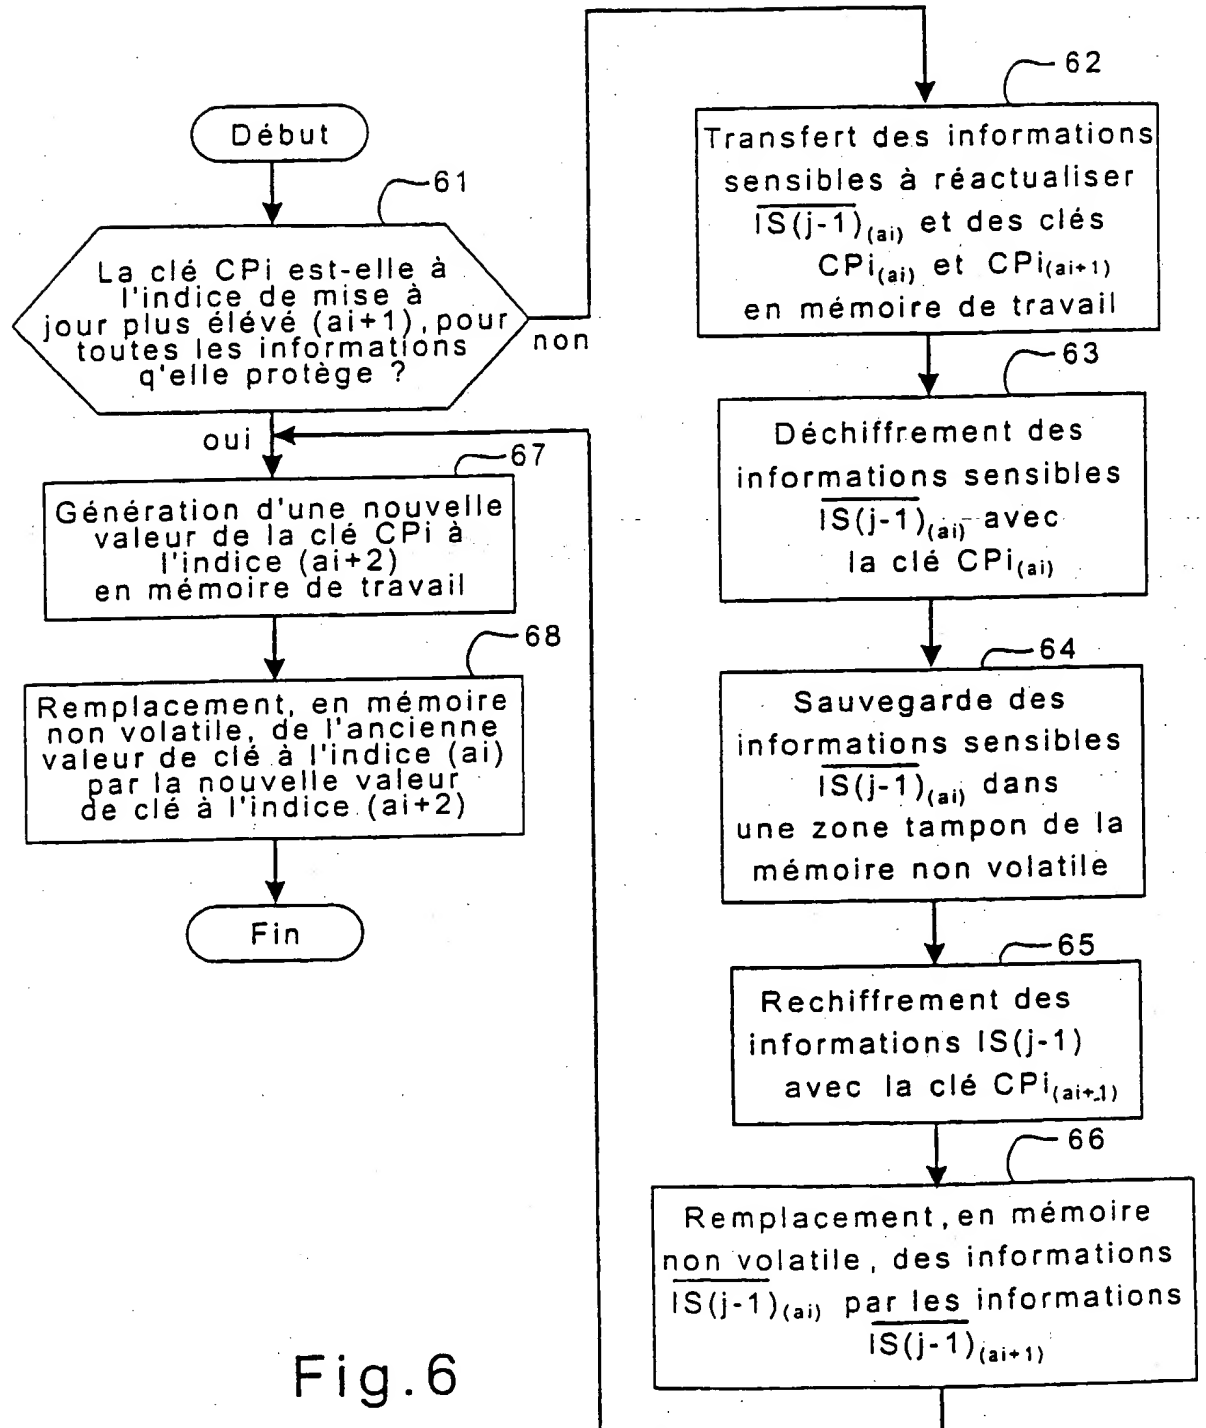 Début
61
La clé CPi est-elle à
l'indice de mise à
jour plus élévé (ai+1), pour
toutes les informations
qu'elle protège ?
non
oui
67
Génération d'une nouvelle
valeur de la clé CPi à
l'indice (ai+2)
en mémoire de travail
68
Remplacement, en mémoire
non volatile, de l'ancienne
valeur de clé à l'indice (ai)
par la nouvelle valeur
de clé à l'indice (ai+2)
Fin
62
Transfert des informations
sensibles à réactualiser
IS(j-1)(ai) et des clés
CPi(ai) et CPi(ai+1)
en mémoire de travail
63
Déchiffrement des
informations sensibles
IS(j-1)(ai) avec
la clé CPi(ai)
64
Sauvegarde des
informations sensibles
IS(j-1)(ai) dans
une zone tampon de la
mémoire non volatile
65
Rechiffrement des
informations IS(j-1)
avec la clé CPi(ai+1)
66
Remplacement, en mémoire
non volatile, des informations
IS(j-1)(ai) par les informations
IS(j-1)(ai+1)
Fig.6